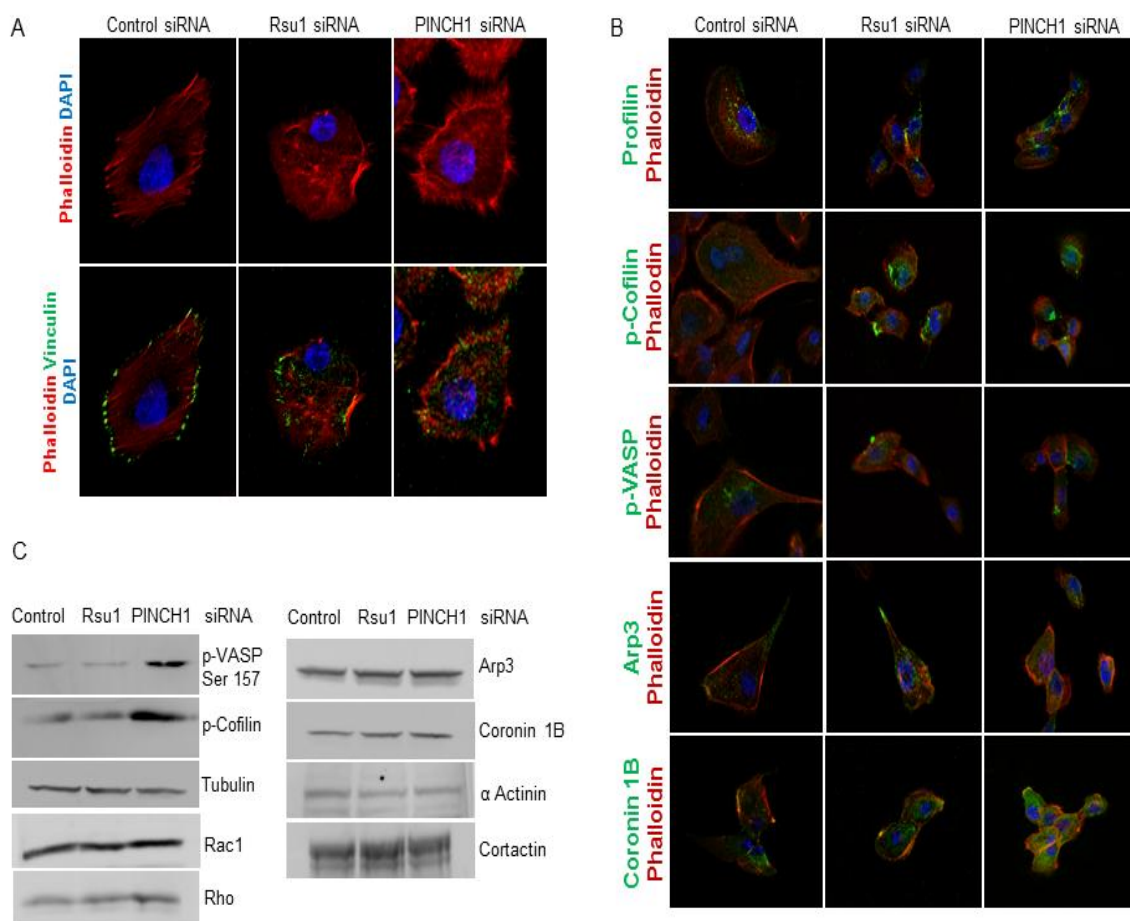 A
Control siRNA Rsu1 siRNA PINCH1 siRNA
Phalloidin DAPI
Phalloidin Vinculin
DAPI
B
Control siRNA Rsu1 siRNA PINCH1 siRNA
Profilin
Phalloidin
p-Cofilin
Phallodin
p-VASP
Phalloidin
Arp3
Phalloidin
Coronin 1B
Phalloidin
C
Control Rsu1 PINCH1 siRNA
p-VASP
Ser 157
p-Cofilin
Tubulin
Rac1
Rho
Control Rsu1 PINCH1 siRNA
Arp3
Coronin 1B
α Actinin
Cortactin